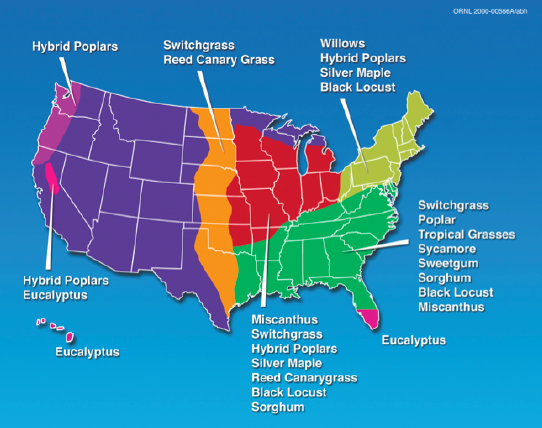 ORNL 2000-00568A/abh
Hybrid Poplars
Switchgrass
Reed Canary Grass
Willows
Hybrid Poplars
Silver Maple
Black Locust
Switchgrass
Poplar
Tropical Grasses
Sycamore
Sweetgum
Sorghum
Black Locust
Miscanthus
Hybrid Poplars
Eucalyptus
Eucalyptus
Miscanthus
Switchgrass
Hybrid Poplars
Silver Maple
Reed Canarygrass
Black Locust
Sorghum
Eucalyptus